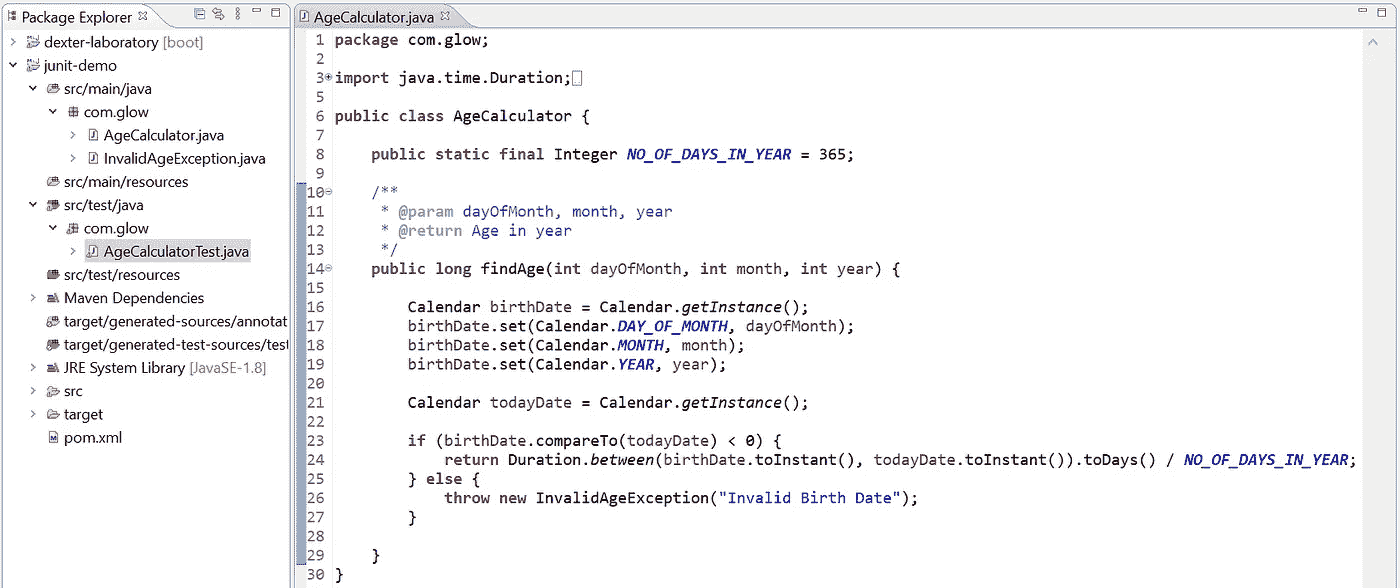 Package Explorer
dexter-laboratory [boot]
junit-demo
src/main/java
com.glow
AgeCalculator.java
InvalidAgeException.java
src/main/resources
src/test/java
com.glow
AgeCalculatorTest.java
src/test/resources
Maven Dependencies
target/generated-sources/annotat
target/generated-test-sources/test
JRE System Library [JavaSE-1.8]
src
target
pom.xml
AgeCalculator.java
1 package com.glow;
2
3 import java.time.Duration;
5
6 public class AgeCalculator {
7
8 public static final Integer NO_OF_DAYS_IN_YEAR = 365;
9
10 /**
11 * @param dayOfMonth, month, year
12 * @return Age in year
13 */
14 public long findAge(int dayOfMonth, int month, int year) {
15
16 Calendar birthDate = Calendar.getInstance();
17 birthDate.set(Calendar.DAY_OF_MONTH, dayOfMonth);
18 birthDate.set(Calendar.MONTH, month);
19 birthDate.set(Calendar.YEAR, year);
20
21 Calendar todayDate = Calendar.getInstance();
22
23 if (birthDate.compareTo(todayDate) < 0) {
24 return Duration.between(birthDate.toInstant(), todayDate.toInstant()).toDays() / NO_OF_DAYS_IN_YEAR;
25 } else {
26 throw new InvalidAgeException("Invalid Birth Date");
27 }
28
29 }
30 }